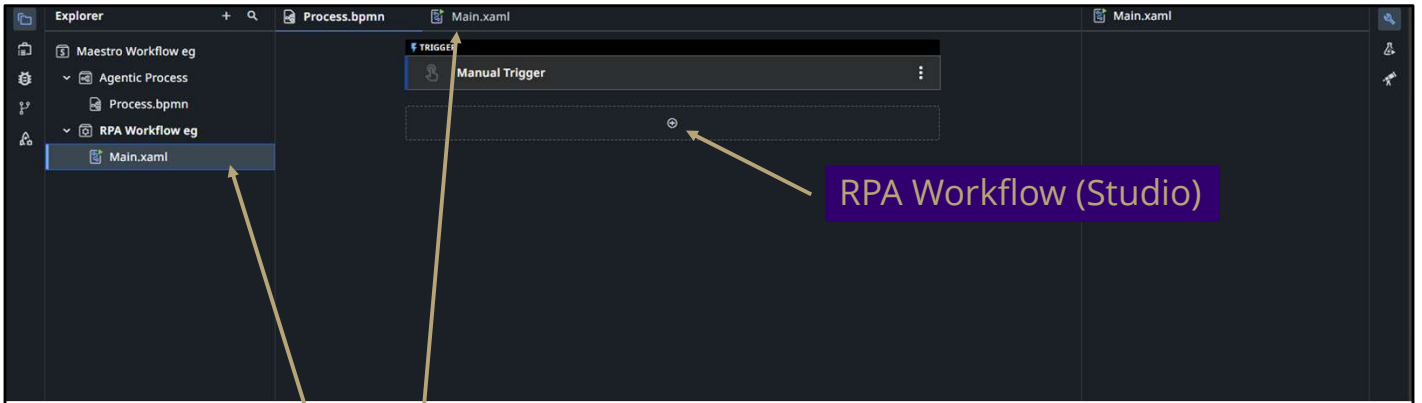 Explorer
Process.bpmn
Main.xaml
Main.xaml
Maestro Workflow eg
TRIGGER
Agentic Process
Manual Trigger
Process.bpmn
RPA Workflow eg
Main.xaml
RPA Workflow (Studio)